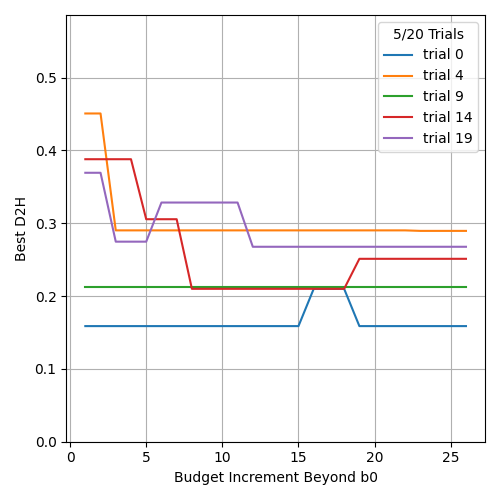 5/20 Trials
trial 0
trial 4
trial 9
trial 14
trial 19
Best D2H
0.5
0.4
0.3
0.2
0.1
0.0
0 5 10 15 20 25
Budget Increment Beyond b0